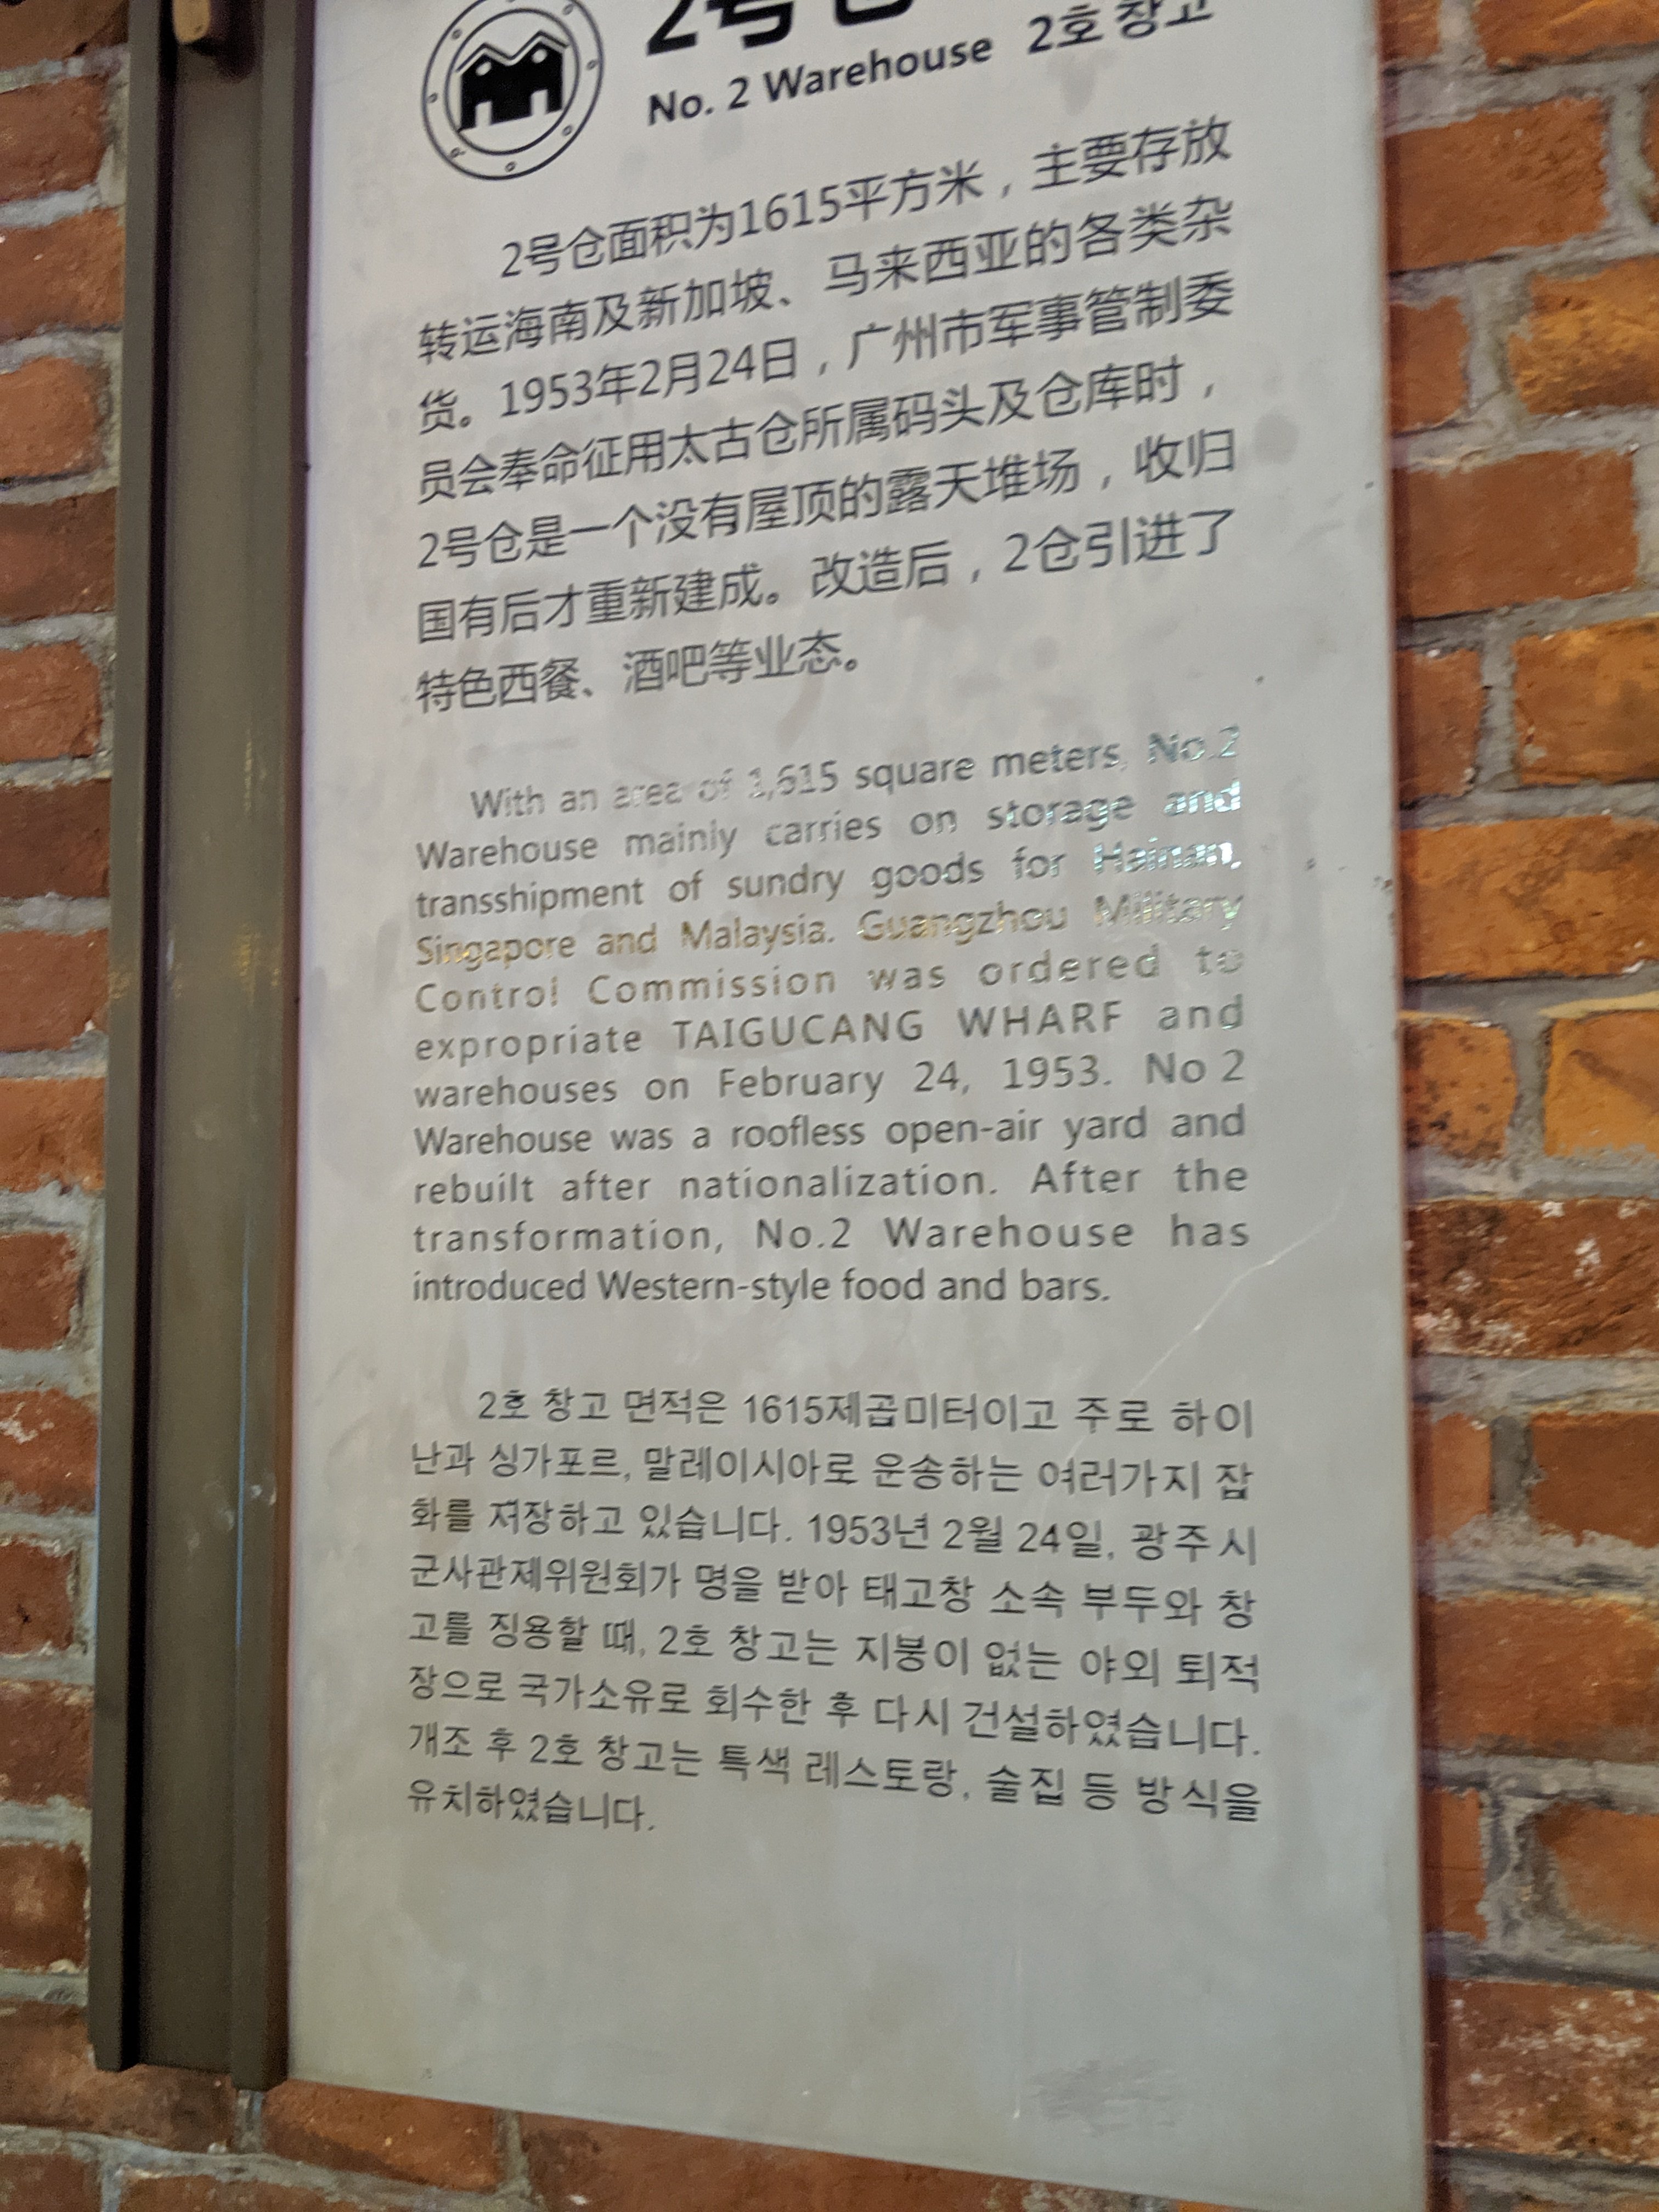 2号仓
No. 2 Warehouse 2호 창고
2号仓面积为1615平方米，主要存放
转运海南及新加坡、马来西亚的各类杂
货。1953年2月24日，广州市军事管制委
员会奉命征用太古仓所属码头及仓库时，
2号仓是一个没有屋顶的露天堆场，收归
国有后才重新建成。改造后，2仓引进了
特色西餐、酒吧等业态。
With an area of 1,615 square meters, No.2
Warehouse mainly carries on storage and
transshipment of sundry goods for Hainan,
Singapore and Malaysia. Guangzhou Military
Control Commission was ordered to
expropriate TAIGUCANG WHARF and
warehouses on February 24, 1953. No 2
Warehouse was a roofless open-air yard and
rebuilt after nationalization. After the
transformation, No.2 Warehouse has
introduced Western-style food and bars.
2호 창고 면적은 1615제곱미터이고 주로 하이
난과 싱가포르, 말레이시아로 운송하는 여러가지 잡
화를 저장하고 있습니다. 1953년 2월 24일, 광주시
군사관제위원회가 명을 받아 태고창 소속 부두와 창
고를 징용할 때, 2호 창고는 지붕이 없는 야외 퇴적
장으로 국가소유로 회수한 후 다시 건설하였습니다.
개조 후 2호 창고는 특색 레스토랑, 술집 등 방식을
유치하였습니다.